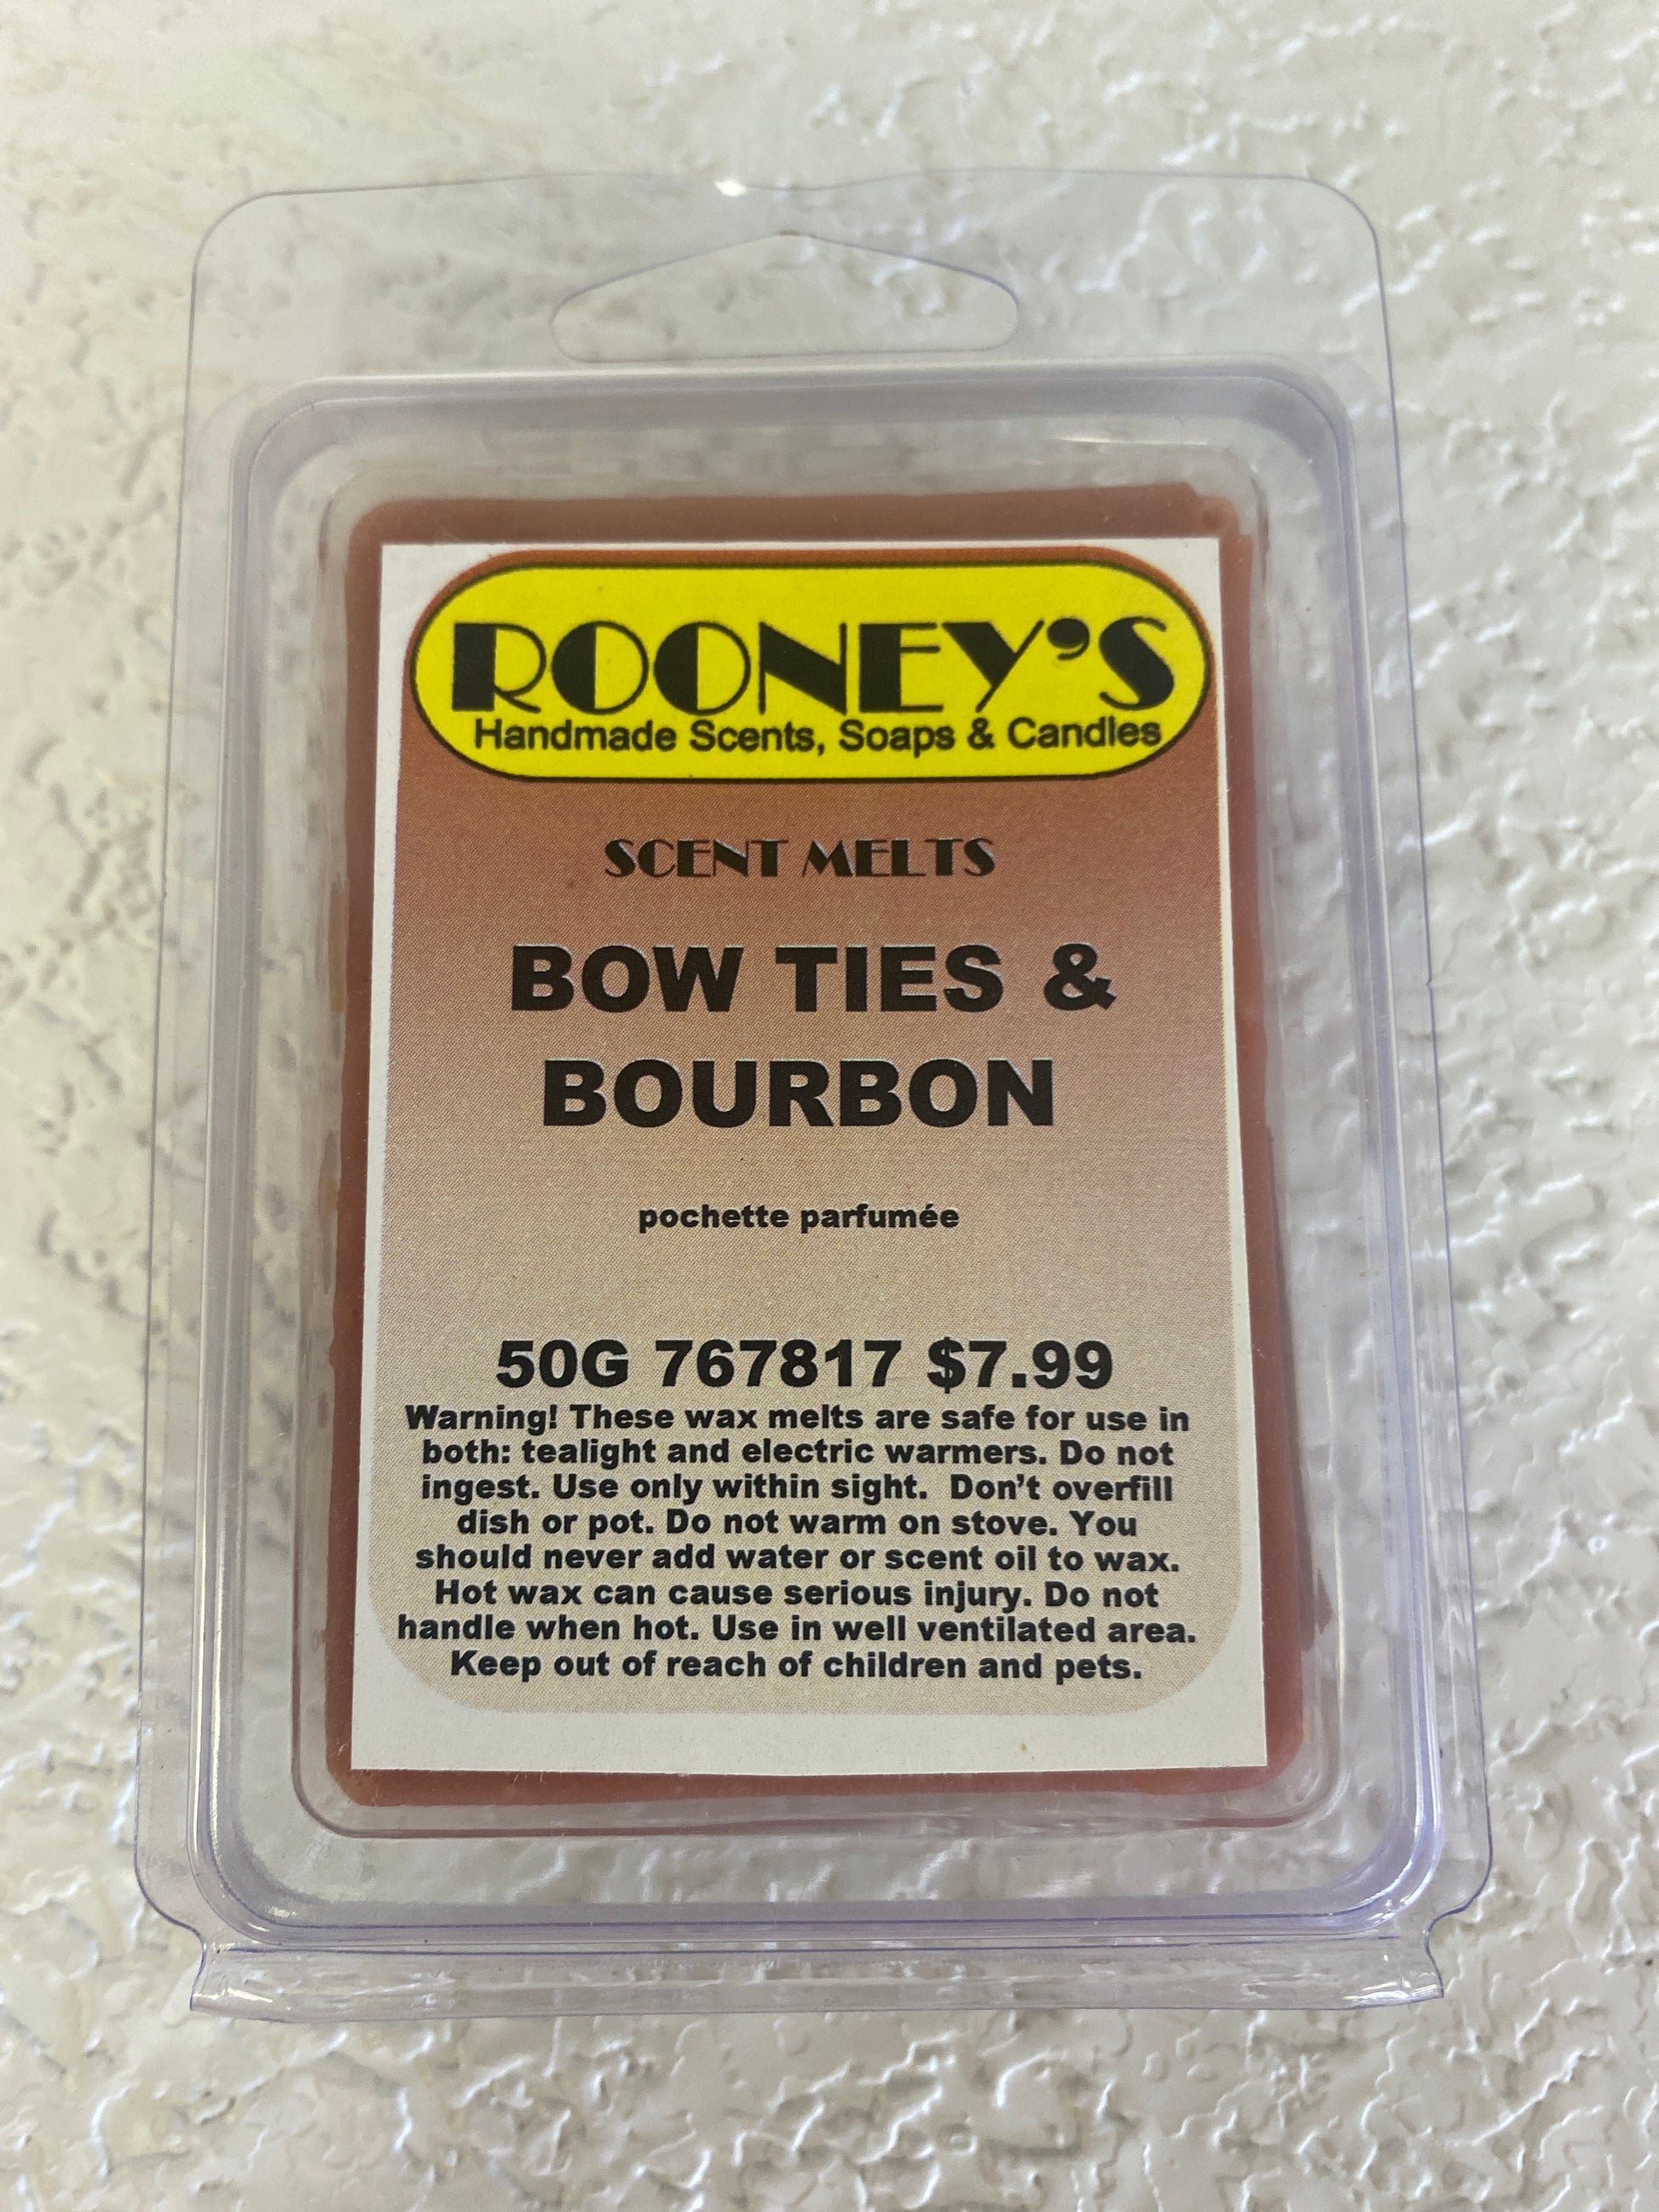 ROONEY'S
Handmade Scents, Soaps & Candles
SCENT MELTS
BOW TIES &
BOURBON
pochette parfumée
50G 767817 $7.99
Warning! These wax melts are safe for use in
both: tealight and electric warmers. Do not
ingest. Use only within sight.  Don't overfill
dish or pot. Do not warm on stove. You
should never add water or scent oil to wax.
Hot wax can cause serious injury. Do not
handle when hot. Use in well ventilated area.
Keep out of reach of children and pets.